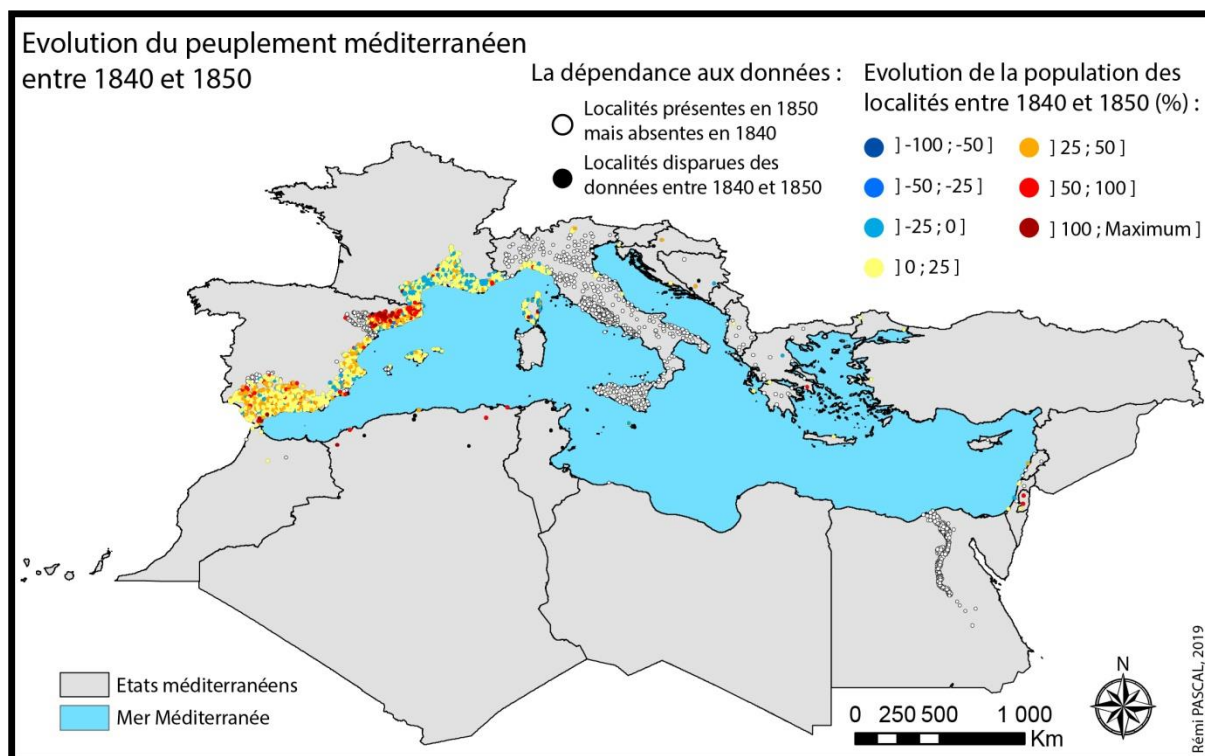 Evolution du peuplement méditerranéen
entre 1840 et 1850
La dépendance aux données :
Localités présentes en 1850
mais absentes en 1840
Localités disparues des
données entre 1840 et 1850
Evolution de la population des
localités entre 1840 et 1850 (%) :
] -100 ; -50 ]
] -50 ; -25 ]
] -25 ; 0 ]
] 0 ; 25 ]
] 25 ; 50 ]
] 50 ; 100 ]
] 100 ; Maximum ]
Etats méditerranéens
Mer Méditerranée
0 250 500 1 000
Km
N
Rémi PASCAL, 2019